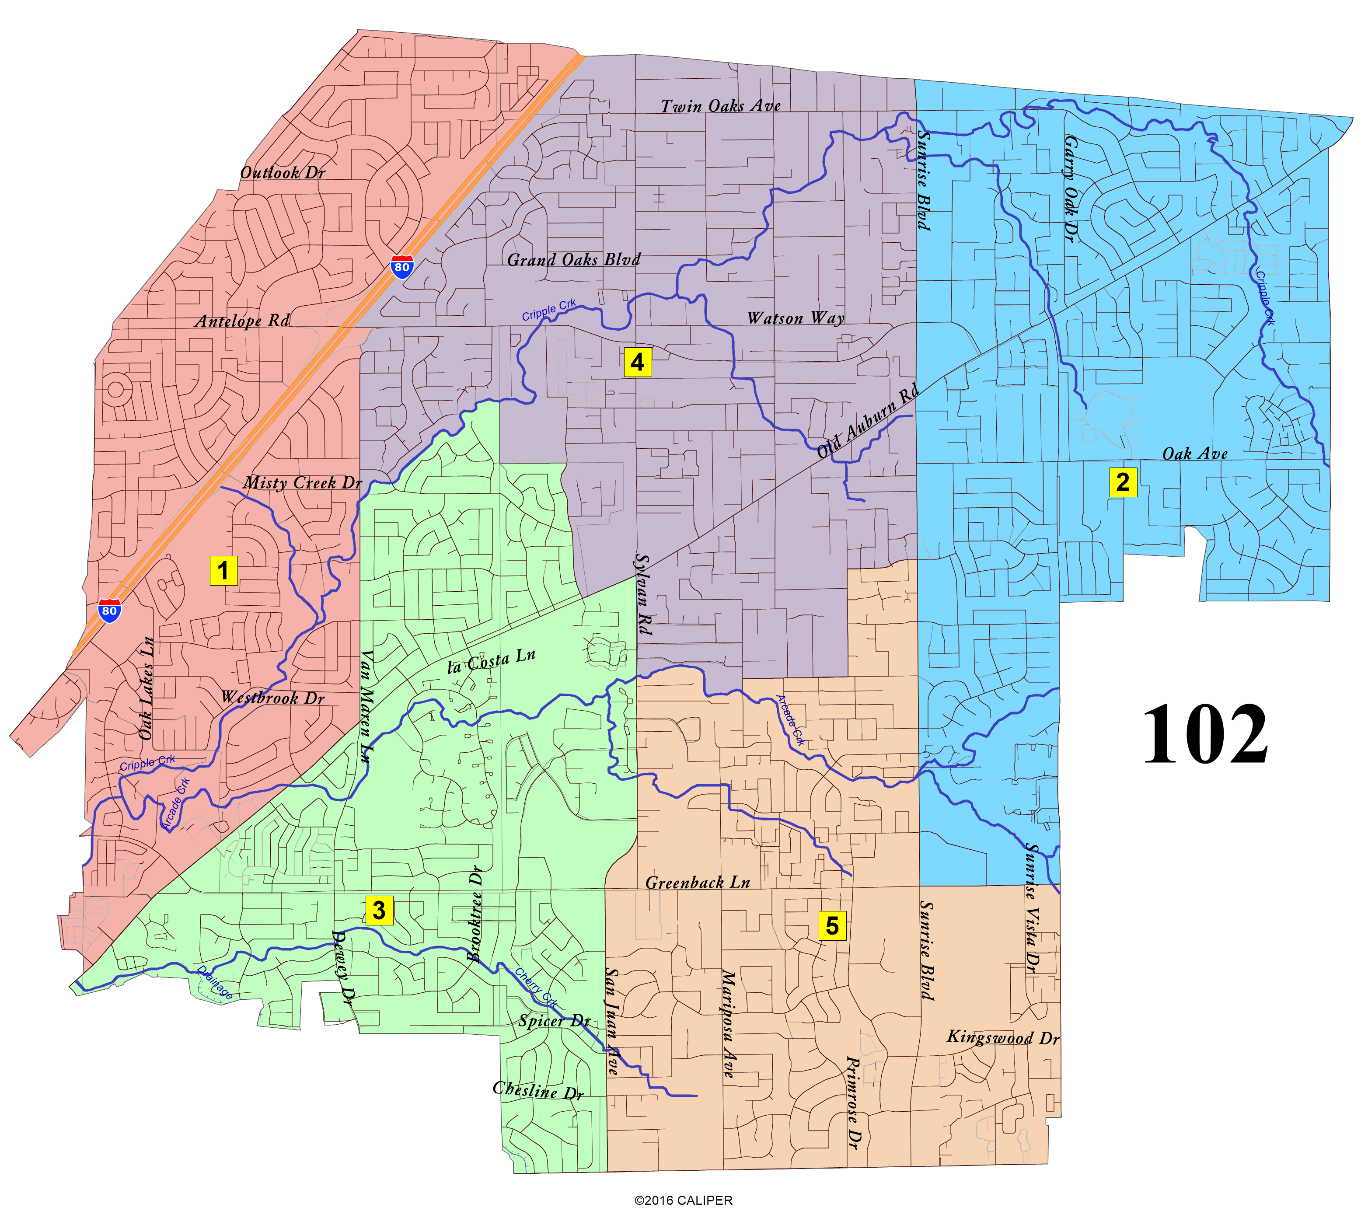 Twin Oaks Ave
Outlook Dr
Sunrise Blvd
Garry Oak Dr
Grand Oaks Blvd
80
Cripple Crk
Cripple Crk
Antelope Rd
Watson Way
4
Old Auburn Rd
Oak Ave
Misty Creek Dr
2
1
80
Sylvan Rd
la Costa Ln
Oak Lakes Ln
Van Maren Ln
Westbrook Dr
Arcade Crk
102
Cripple Crk
Arcade Crk
Greenback Ln
Sunrise Vista Dr
3
Brooktree Dr
5
Sunrise Blvd
Dewey Dr
Drainage
Cherry Crk
San Juan Ave
Mariposa Ave
Spicer Dr
Kingswood Dr
Chesline Dr
Primrose Dr
©2016 CALIPER